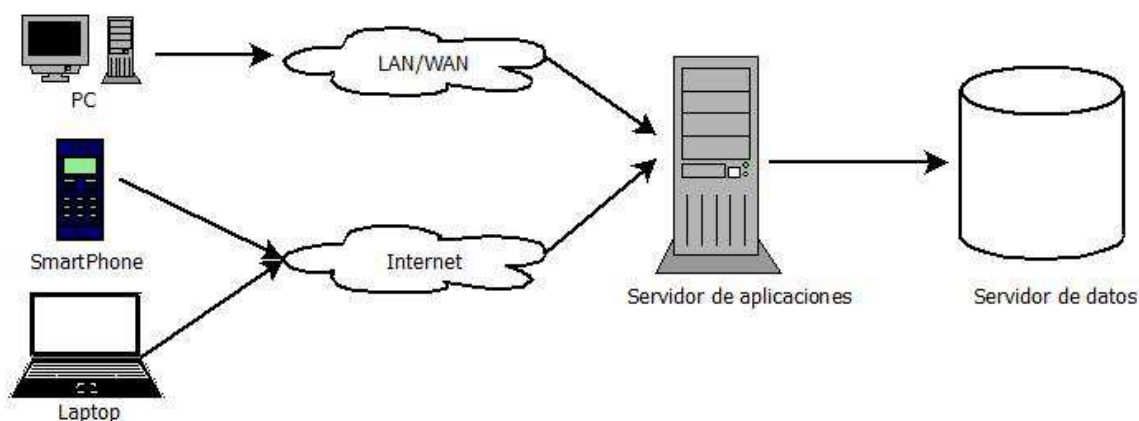 LAN/WAN
PC
SmartPhone
Internet
Servidor de aplicaciones
Servidor de datos
Laptop